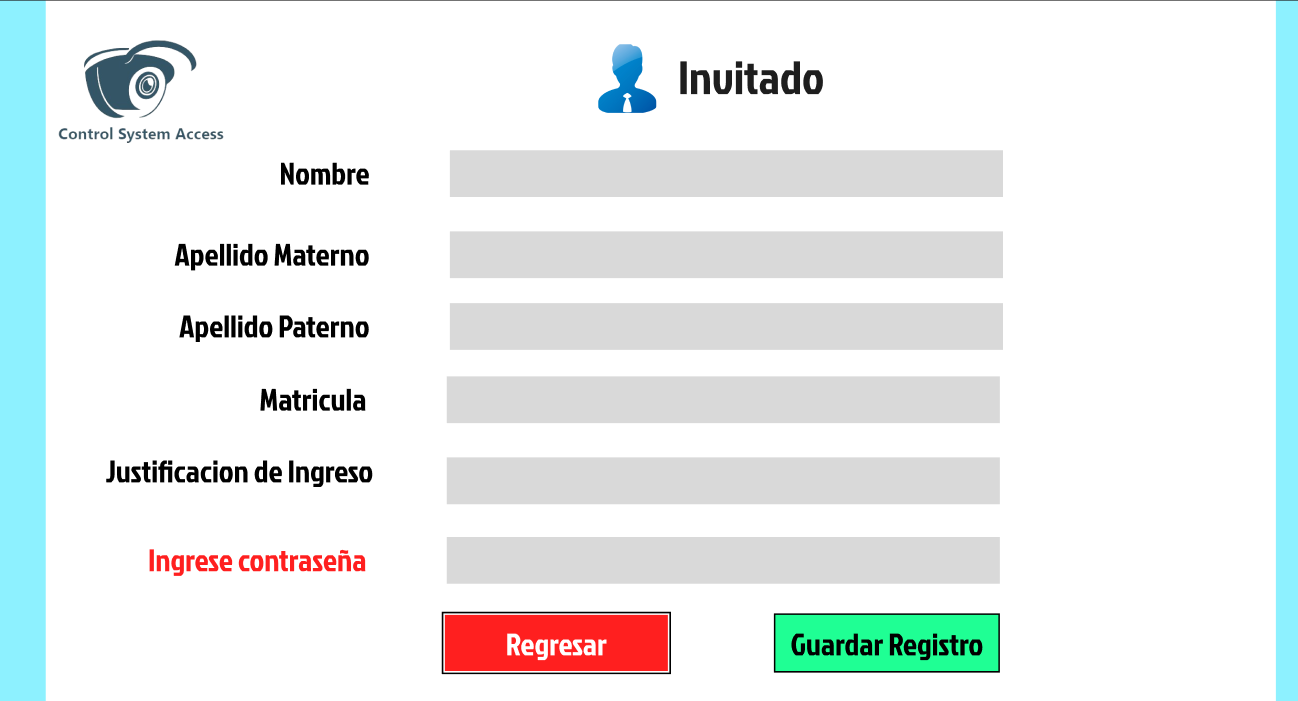 Control System Access
Invitado
Nombre
Apellido Materno
Apellido Paterno
Matricula
Justificacion de Ingreso
Ingrese contraseña
Regresar
Guardar Registro